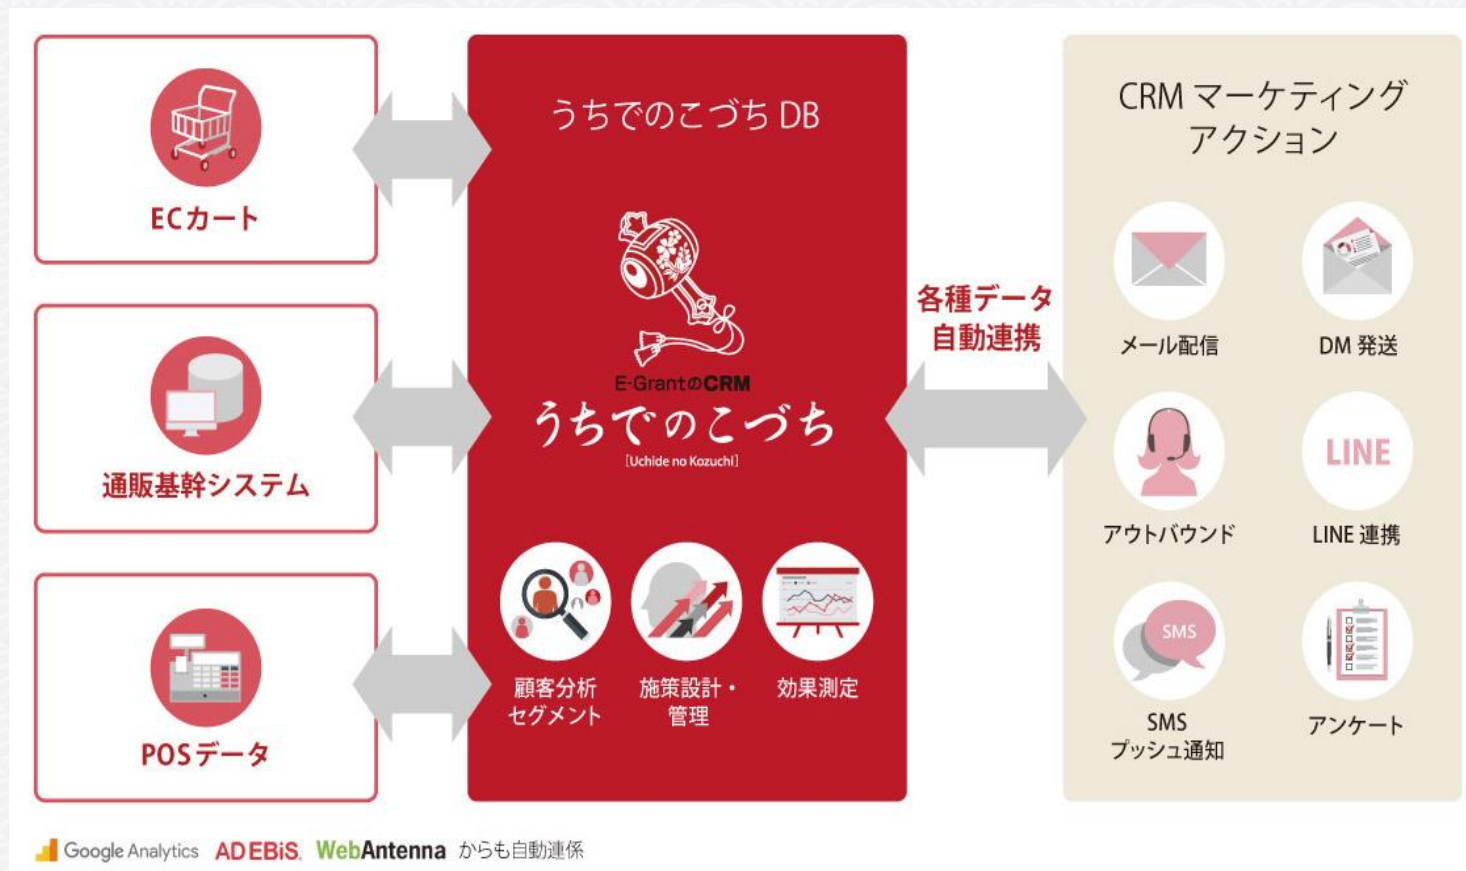 ECカート
通販基幹システム
POSデータ
うちでのこづち DB
E-GrantのCRM
うちでのこづち
[Uchide no Kozuchi]
顧客分析
セグメント
施策設計・
管理
効果測定
各種データ
自動連携
CRM マーケティング
アクション
メール配信
DM 発送
アウトバウンド
LINE
LINE 連携
SMS
SMS
プッシュ通知
アンケート
Google Analytics ADEBiS. WebAntenna からも自動連係